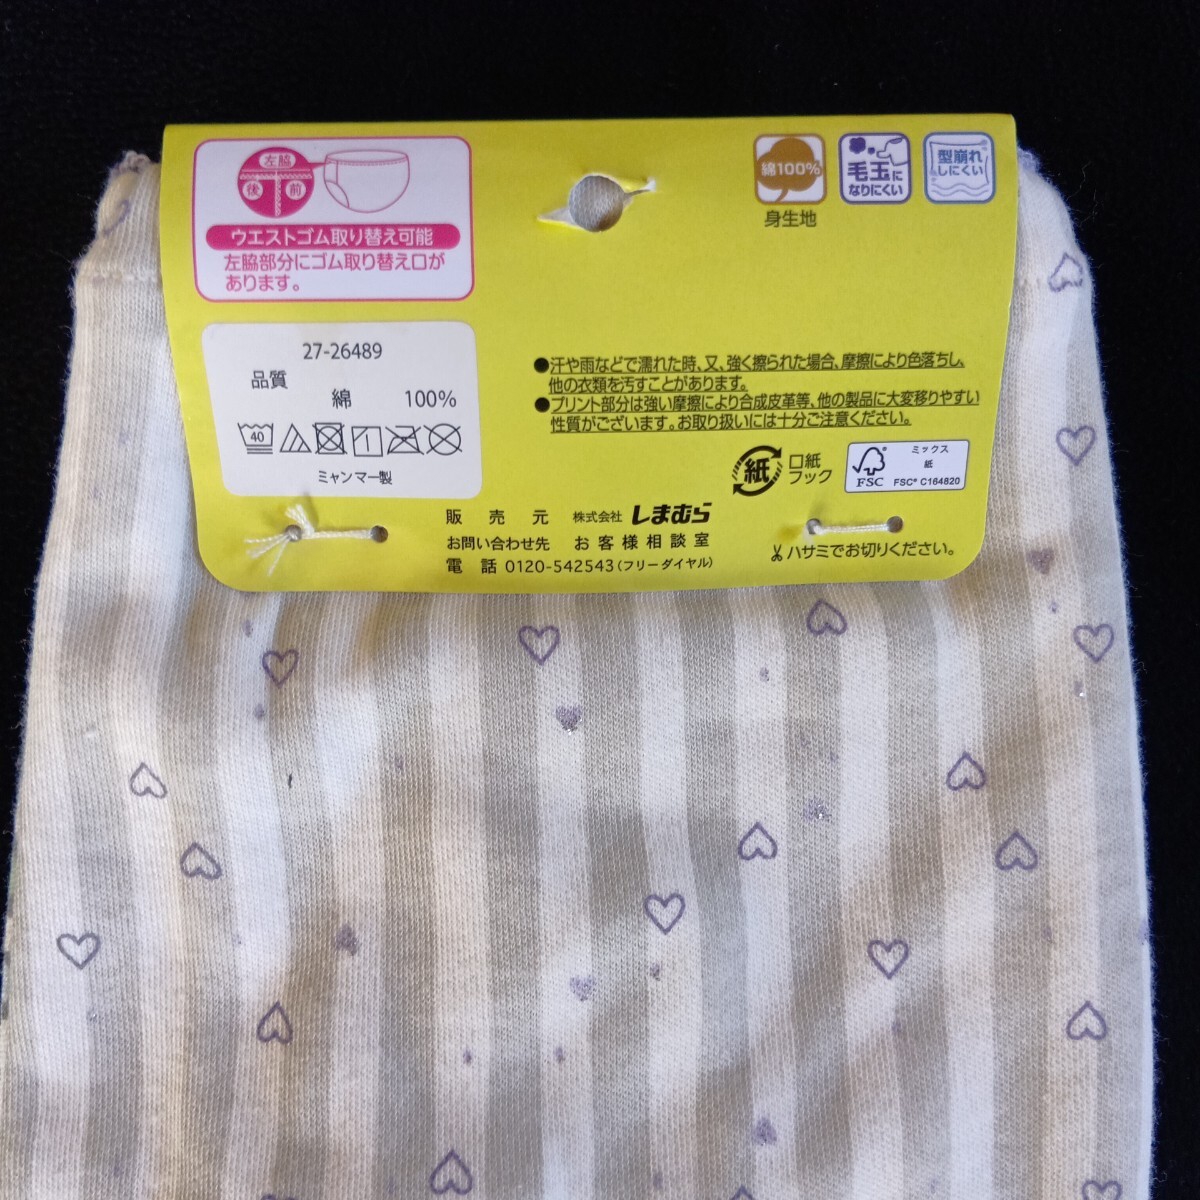 左脇
後 前
ウエストゴム取り替え可能
左脇部分にゴム取り替え口が
あります。
綿100%
身生地
毛玉に
なりにくい
型崩れ
しにくい
27-26489
品質
綿 100%
40
ミャンマー製
●汗や雨などで濡れた時、又、強く擦られた場合、摩擦により色落ちし、
他の衣類を汚すことがあります。
●プリント部分は強い摩擦により合成皮革等、他の製品に大変移りやすい
性質がございます。お取り扱いには十分ご注意ください。
紙
口紙
フック
FSC
ミックス
紙
FSC® C164820
販売元 株式会社 しまむら
お問い合わせ先 お客様相談室
電話 0120-542543(フリーダイヤル)
ハサミでお切りください。